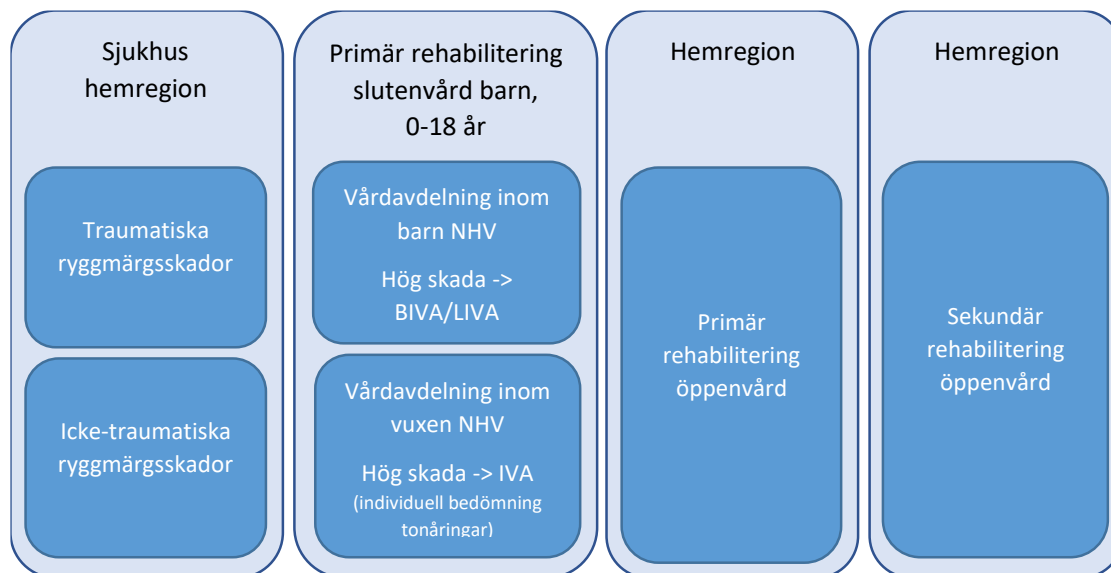 Sjukhus
hemregion
Traumatiska
ryggmärgsskador
Icke-traumatiska
ryggmärgsskador
Primär rehabilitering
slutenvård barn,
0-18 år
Vårdavdelning inom
barn NHV
Hög skada ->
BIVA/LIVA
Vårdavdelning inom
vuxen NHV
Hög skada -> IVA
(individuell bedömning
tonåringar)
Hemregion
Primär
rehabilitering
öppenvård
Hemregion
Sekundär
rehabilitering
öppenvård